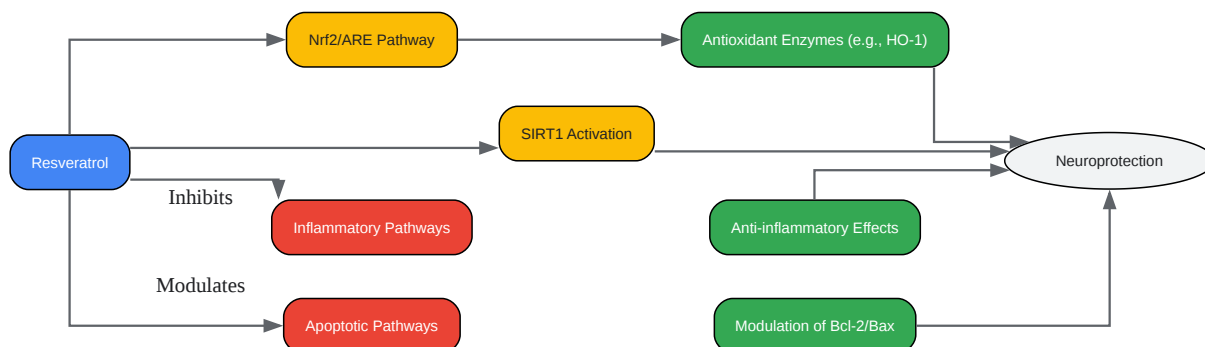 Nrf2/ARE Pathway
Antioxidant Enzymes (e.g., HO-1)
SIRT1 Activation
Resveratrol
Neuroprotection
Inhibits
Inflammatory Pathways
Anti-inflammatory Effects
Modulates
Apoptotic Pathways
Modulation of Bcl-2/Bax